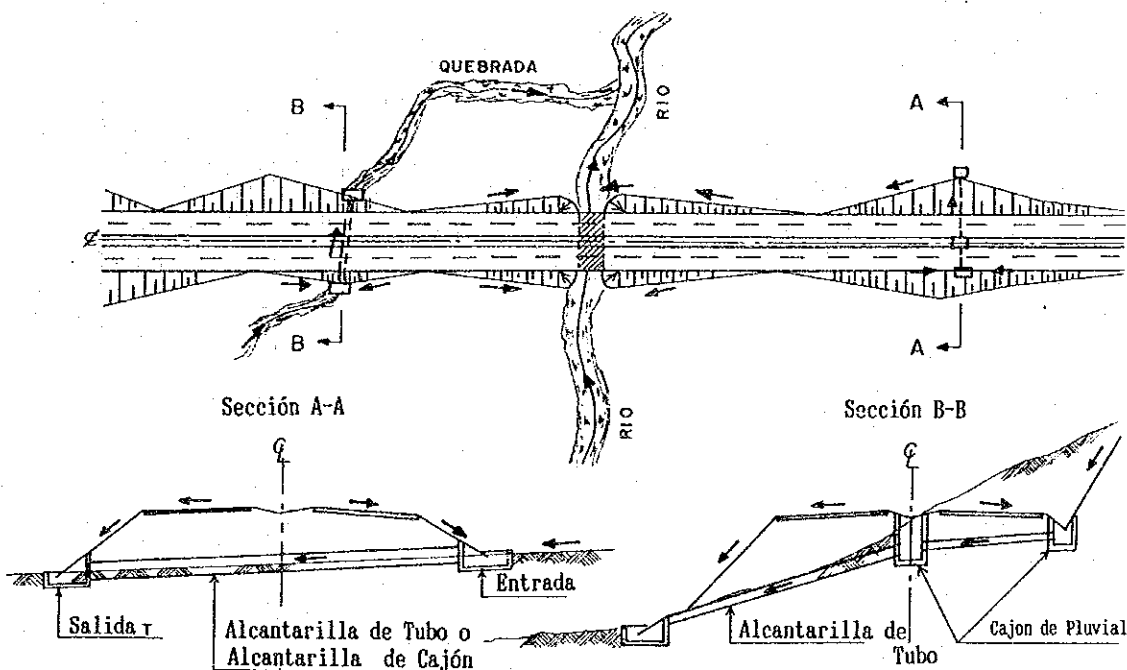 QUEBRADA
B
A
RIO
℄
B
A
RIO
Sección A-A
Sección B-B
℄
℄
Entrada
Salida
Alcantarilla de Tubo o
Alcantarilla de Cajón
Alcantarilla de
Tubo
Cajon de Pluvial